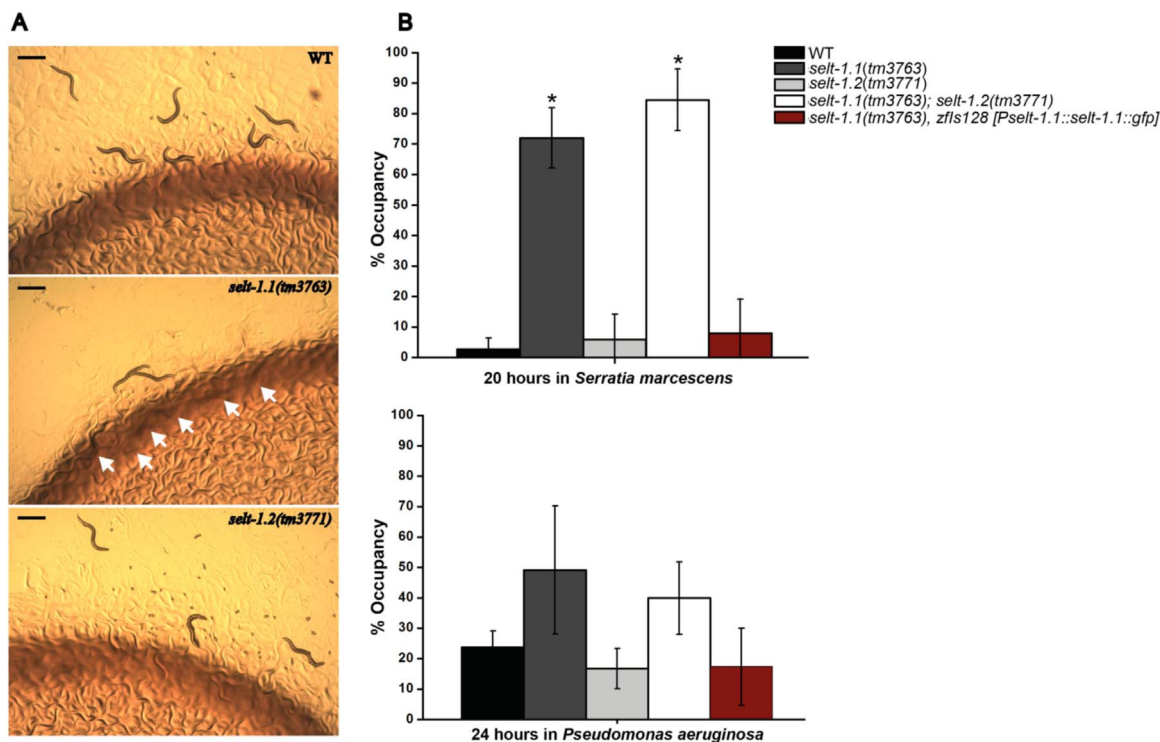 A
WT
selt-1.1(tm3763)
selt-1.2(tm3771)
B
100
90
80
70
60
50
40
30
20
10
0
% Occupancy
*
*
20 hours in Serratia marcescens
WT
selt-1.1(tm3763)
selt-1.2(tm3771)
selt-1.1(tm3763); selt-1.2(tm3771)
selt-1.1(tm3763), zfIs128 [Pselt-1.1::selt-1.1::gfp]
100
90
80
70
60
50
40
30
20
10
0
% Occupancy
24 hours in Pseudomonas aeruginosa